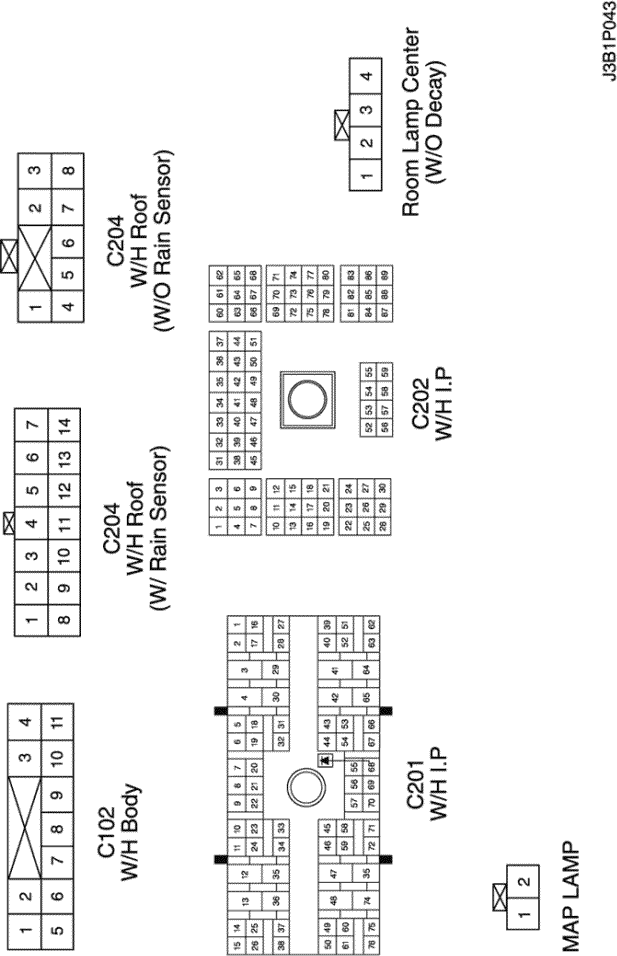 1 2 3 4
5 6 7 8 9 10 11
C102
W/H Body
1 2 3 4 5 6 7
8 9 10 11 12 13 14
C204
W/H Roof
(W/ Rain Sensor)
1 2 3
4 5 6 7 8
C204
W/H Roof
(W/O Rain Sensor)
15 14 13 12 11 10 9 8 7 6 5 4 3 2 1
26 25 24 23 22 21 20 19 18 17 16
38 37 36 35 34 33 32 31 30 29 28 27
50 49 48 47 46 45 44 43 42 41 40 39
61 60 59 58 57 56 55 54 53 52 51
76 75 74 35 72 71 70 69 68 67 66 65 64 63 62
C201
W/H I.P
1 2 3 31 32 33 34 35 36 37 60 61 62
4 5 6 38 39 40 41 42 43 44 63 64 65
7 8 9 45 46 47 48 49 50 51 66 67 68
10 11 12 69 70 71
13 14 15 72 73 74
16 17 18 75 76 77
19 20 21 78 79 80
22 23 24 52 53 54 55 81 82 83
25 26 27 56 57 58 59 84 85 86
28 29 30 87 88 89
C202
W/H I.P
1 2 3 4
Room Lamp Center
(W/O Decay)
1 2
MAP LAMP
J3B1P043